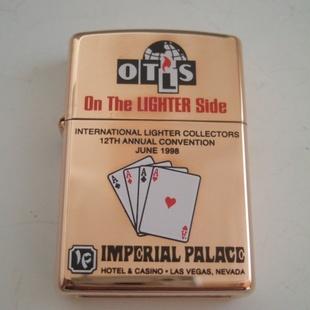 OTLS
On The LIGHTER Side
INTERNATIONAL LIGHTER COLLECTORS
12TH ANNUAL CONVENTION
JUNE 1998
A A A A
IMPERIAL PALACE
HOTEL & CASINO • LAS VEGAS, NEVADA